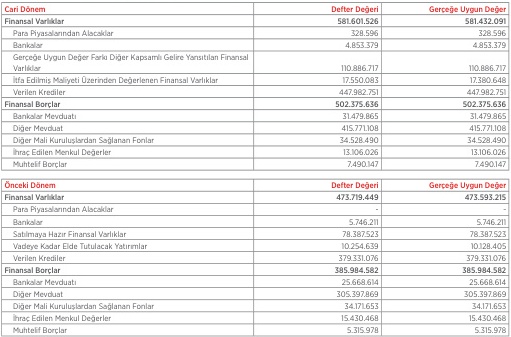 Cari Dönem Defter Değeri Gerçeğe Uygun Değer
Finansal Varlıklar 581.601.526 581.432.091
Para Piyasalarından Alacaklar 328.596 328.596
Bankalar 4.853.379 4.853.379
Gerçeğe Uygun Değer Farkı Diğer Kapsamlı Gelire Yansıtılan Finansal
Varlıklar 110.886.717 110.886.717
İtfa Edilmiş Maliyeti Üzerinden Değerlenen Finansal Varlıklar 17.550.083 17.380.648
Verilen Krediler 447.982.751 447.982.751
Finansal Borçlar 502.375.636 502.375.636
Bankalar Mevduatı 31.479.865 31.479.865
Diğer Mevduat 415.771.108 415.771.108
Diğer Mali Kuruluşlardan Sağlanan Fonlar 34.528.490 34.528.490
İhraç Edilen Menkul Değerler 13.106.026 13.106.026
Muhtelif Borçlar 7.490.147 7.490.147
Önceki Dönem Defter Değeri Gerçeğe Uygun Değer
Finansal Varlıklar 473.719.449 473.593.215
Para Piyasalarından Alacaklar - -
Bankalar 5.746.211 5.746.211
Satılmaya Hazır Finansal Varlıklar 78.387.523 78.387.523
Vadeye Kadar Elde Tutulacak Yatırımlar 10.254.639 10.128.405
Verilen Krediler 379.331.076 379.331.076
Finansal Borçlar 385.984.582 385.984.582
Bankalar Mevduatı 25.668.614 25.668.614
Diğer Mevduat 305.397.869 305.397.869
Diğer Mali Kuruluşlardan Sağlanan Fonlar 34.171.653 34.171.653
İhraç Edilen Menkul Değerler 15.430.468 15.430.468
Muhtelif Borçlar 5.315.978 5.315.978